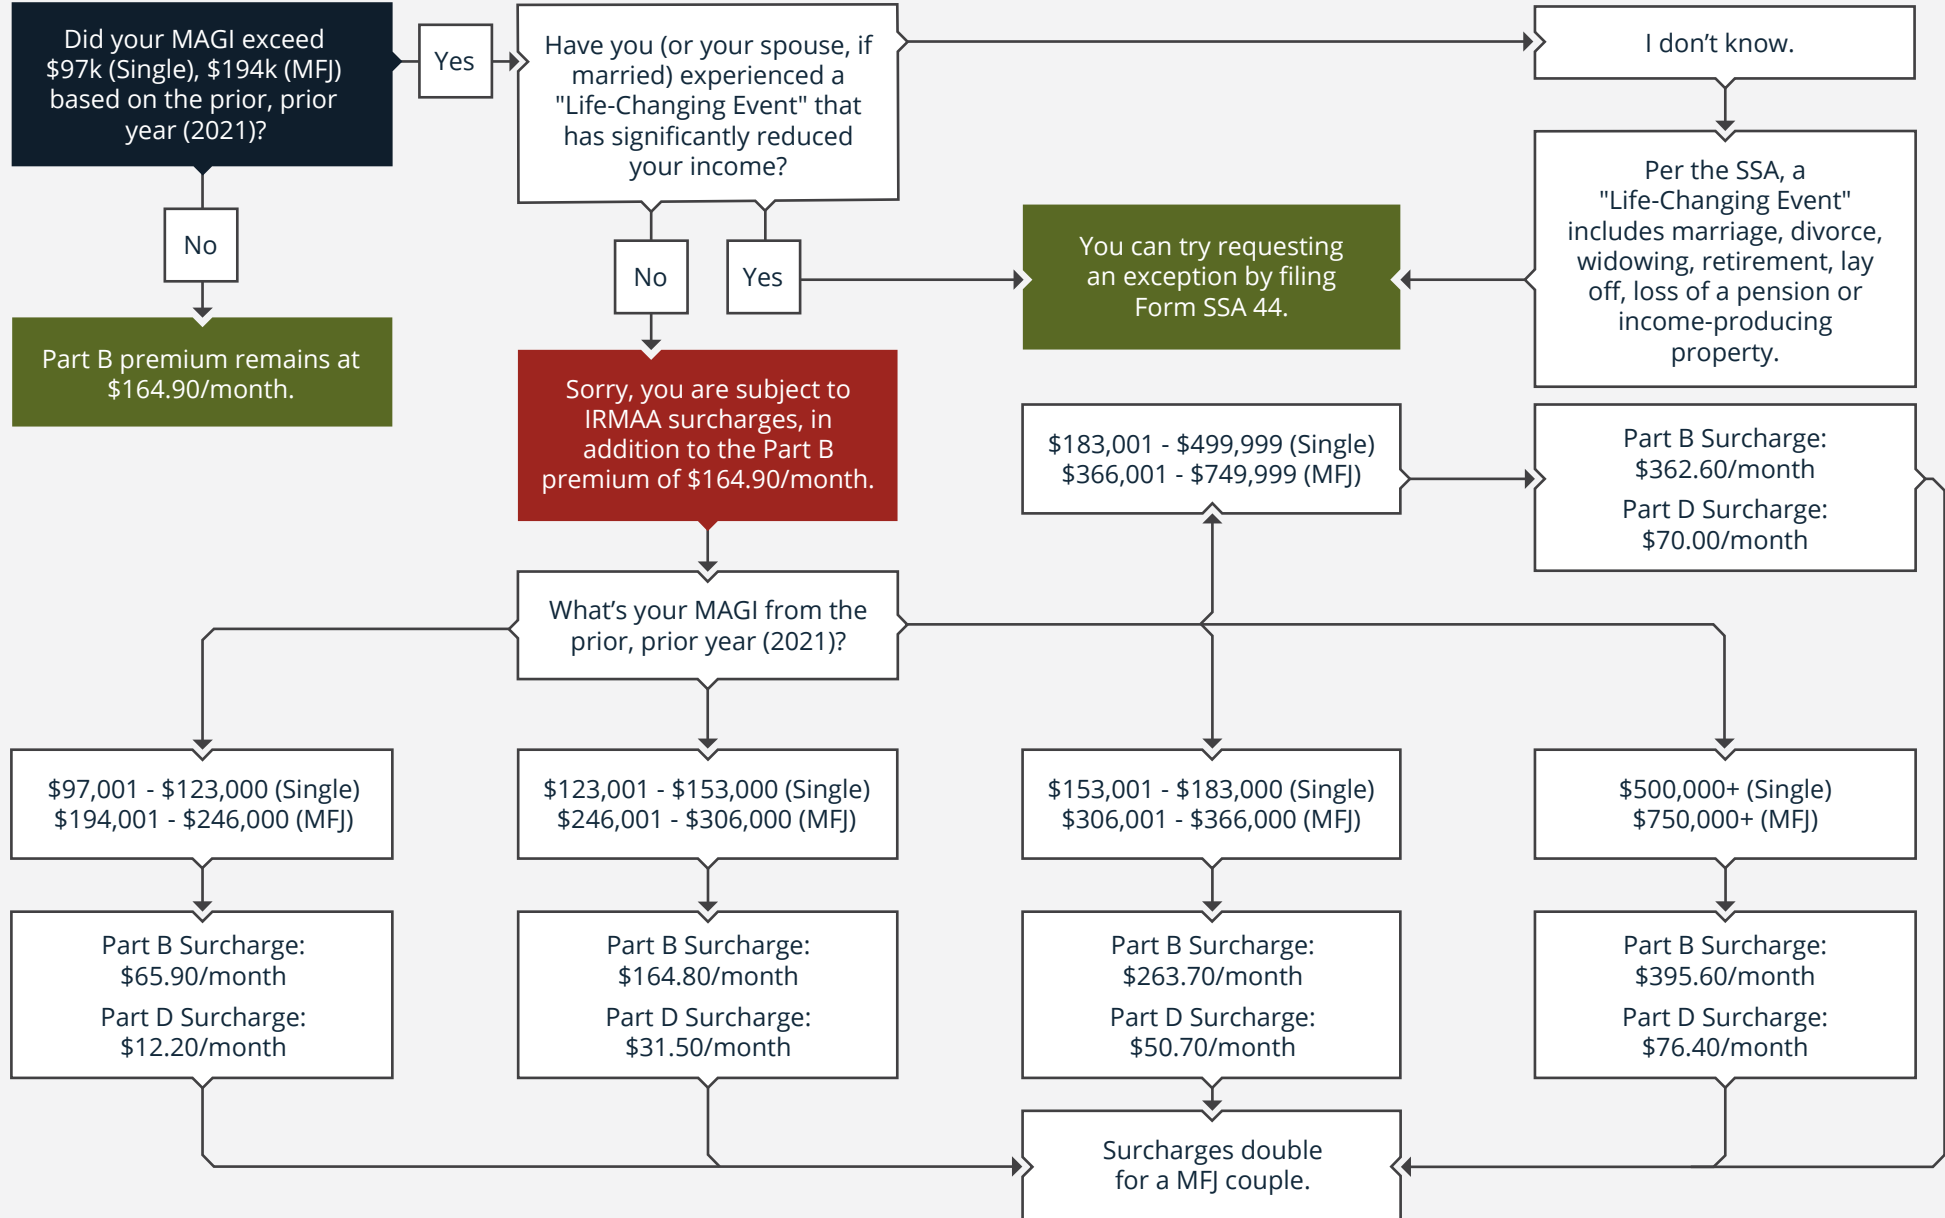 Did your MAGI exceed
$97k (Single), $194k (MFJ)
based on the prior, prior
year (2021)?
Yes
Have you (or your spouse, if
married) experienced a
"Life-Changing Event" that
has significantly reduced
your income?
I don’t know.
No
Part B premium remains at
$164.90/month.
No
Yes
You can try requesting
an exception by filing
Form SSA 44.
Per the SSA, a
"Life-Changing Event"
includes marriage, divorce,
widowing, retirement, lay
off, loss of a pension or
income-producing
property.
Sorry, you are subject to
IRMAA surcharges, in
addition to the Part B
premium of $164.90/month.
$183,001 - $499,999 (Single)
$366,001 - $749,999 (MFJ)
Part B Surcharge:
$362.60/month
Part D Surcharge:
$70.00/month
What’s your MAGI from the
prior, prior year (2021)?
$97,001 - $123,000 (Single)
$194,001 - $246,000 (MFJ)
$123,001 - $153,000 (Single)
$246,001 - $306,000 (MFJ)
$153,001 - $183,000 (Single)
$306,001 - $366,000 (MFJ)
$500,000+ (Single)
$750,000+ (MFJ)
Part B Surcharge:
$65.90/month
Part D Surcharge:
$12.20/month
Part B Surcharge:
$164.80/month
Part D Surcharge:
$31.50/month
Part B Surcharge:
$263.70/month
Part D Surcharge:
$50.70/month
Part B Surcharge:
$395.60/month
Part D Surcharge:
$76.40/month
Surcharges double
for a MFJ couple.